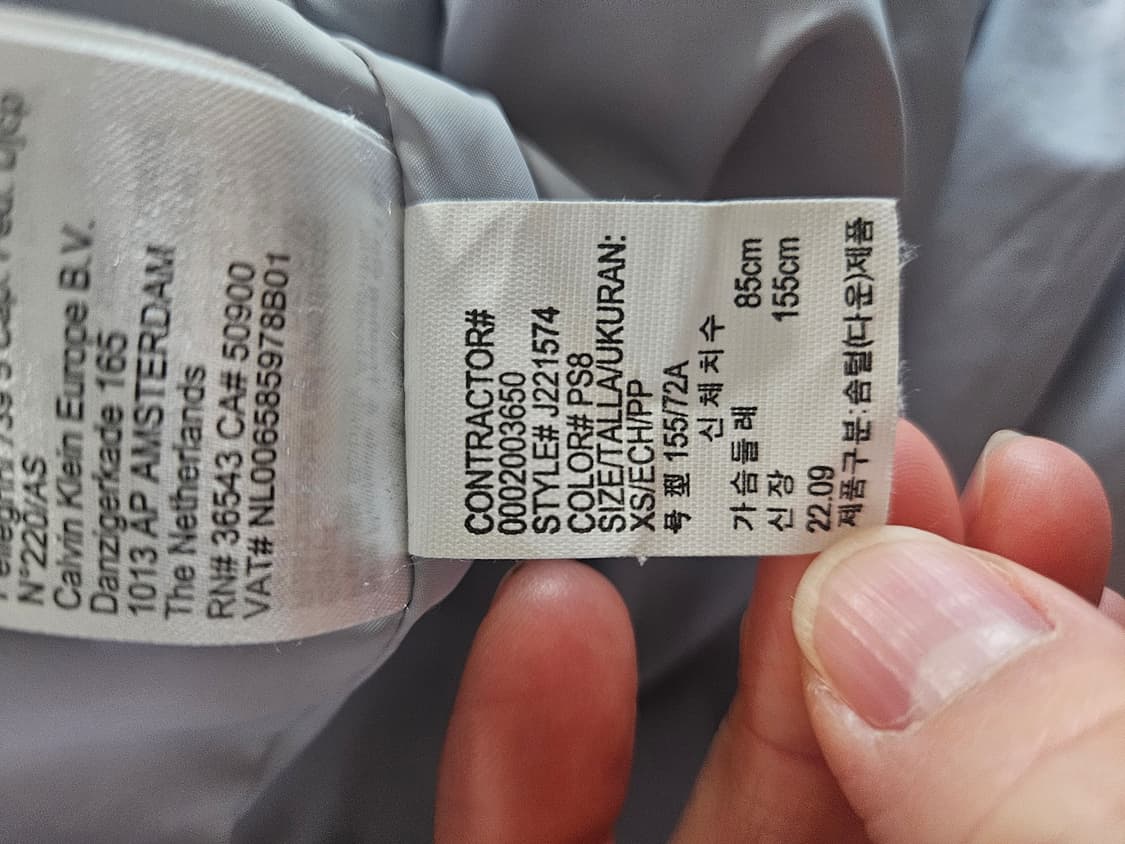 N°220/AS
Calvin Klein Europe B.V.
Danzigerkade 165
1013 AP AMSTERDAM
The Netherlands
RN# 36543 CA# 50900
VAT# NL006585978B01
CONTRACTOR#
0002003650
STYLE# J221574
COLOR# PS8
SIZE/TALLA/UKURAN:
XS/ECH/PP
号 型 155/72A
신 체 치 수
가슴둘레 85cm
신장 155cm
22.09
제품구분:솜털(다운)제품